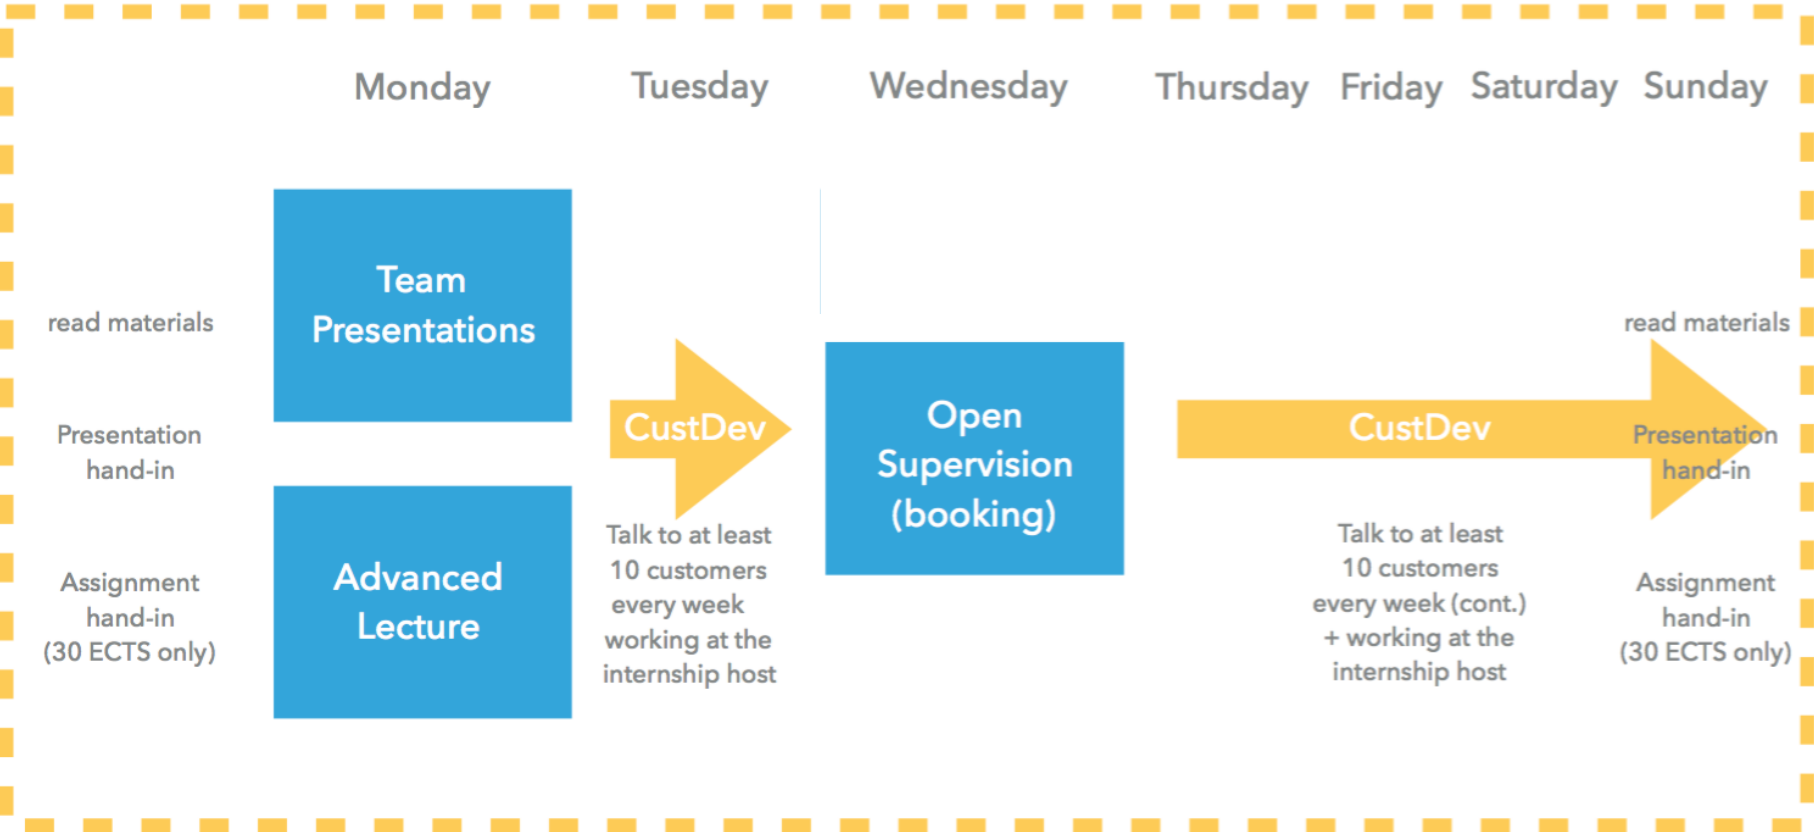 Monday Tuesday Wednesday Thursday Friday Saturday Sunday
read materials
Presentation
hand-in
Assignment
hand-in
(30 ECTS only)
Team
Presentations
Advanced
Lecture
CustDev
Talk to at least
10 customers
every week
working at the
internship host
Open
Supervision
(booking)
CustDev
Talk to at least
10 customers
every week (cont.)
+ working at the
internship host
read materials
Presentation
hand-in
Assignment
hand-in
(30 ECTS only)